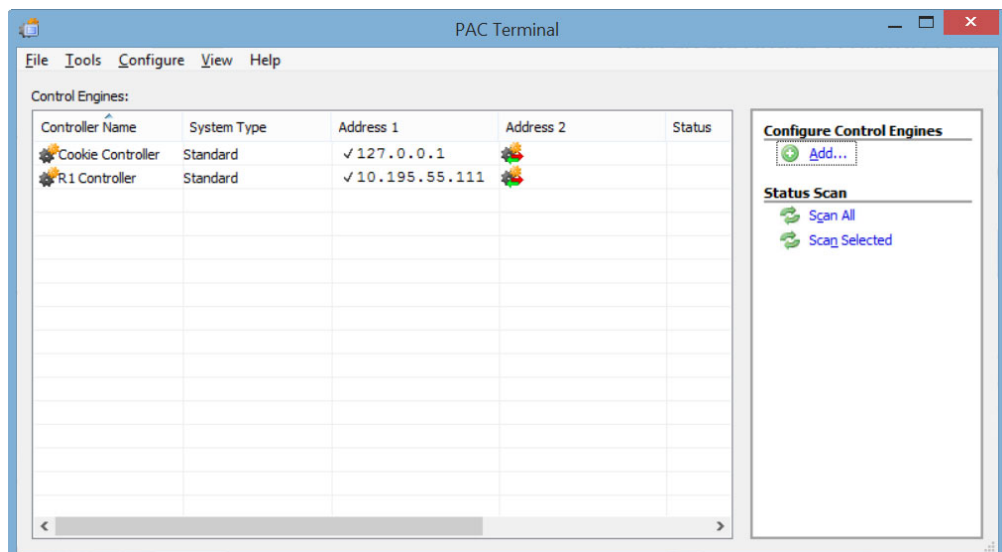 PAC Terminal
File Tools Configure View Help
Control Engines:
Controller Name System Type Address 1 Address 2 Status
Cookie Controller Standard ✓127.0.0.1
R1 Controller Standard ✓10.195.55.111
Configure Control Engines
Add...
Status Scan
Scan All
Scan Selected